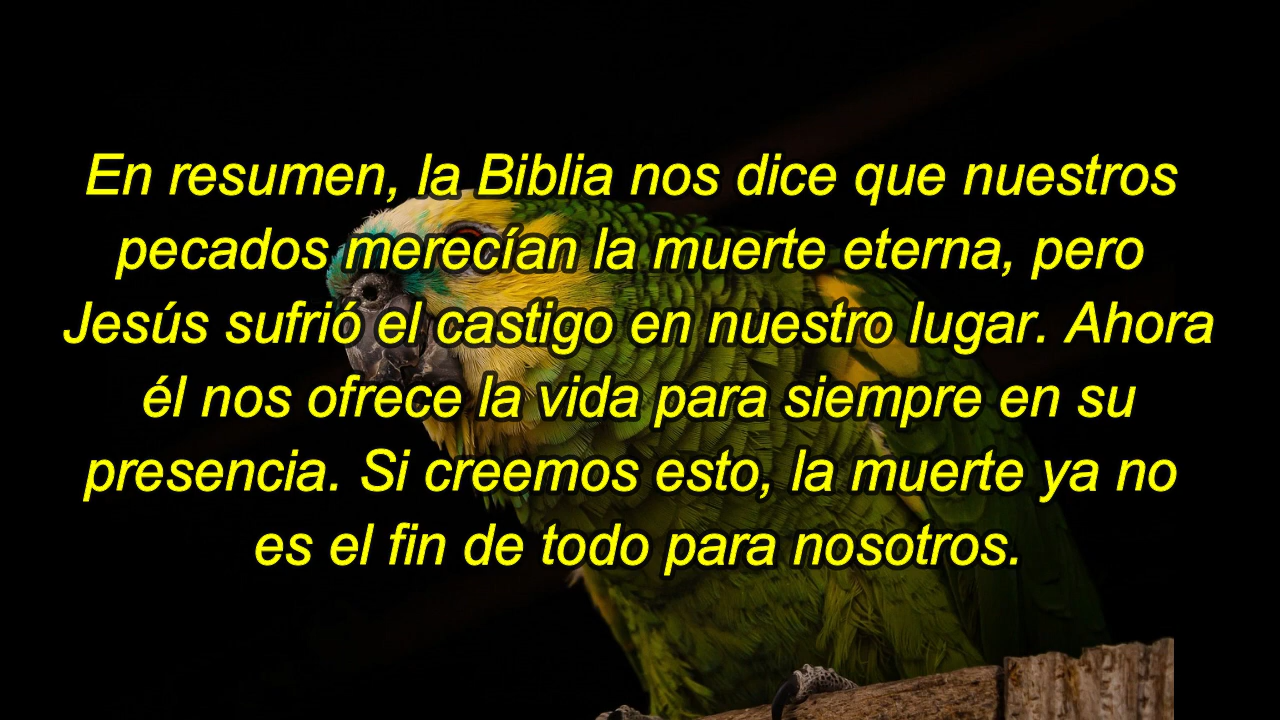 En resumen, la Biblia nos dice que nuestros
pecados merecían la muerte eterna, pero
Jesús sufrió el castigo en nuestro lugar. Ahora
él nos ofrece la vida para siempre en su
presencia. Si creemos esto, la muerte ya no
es el fin de todo para nosotros.